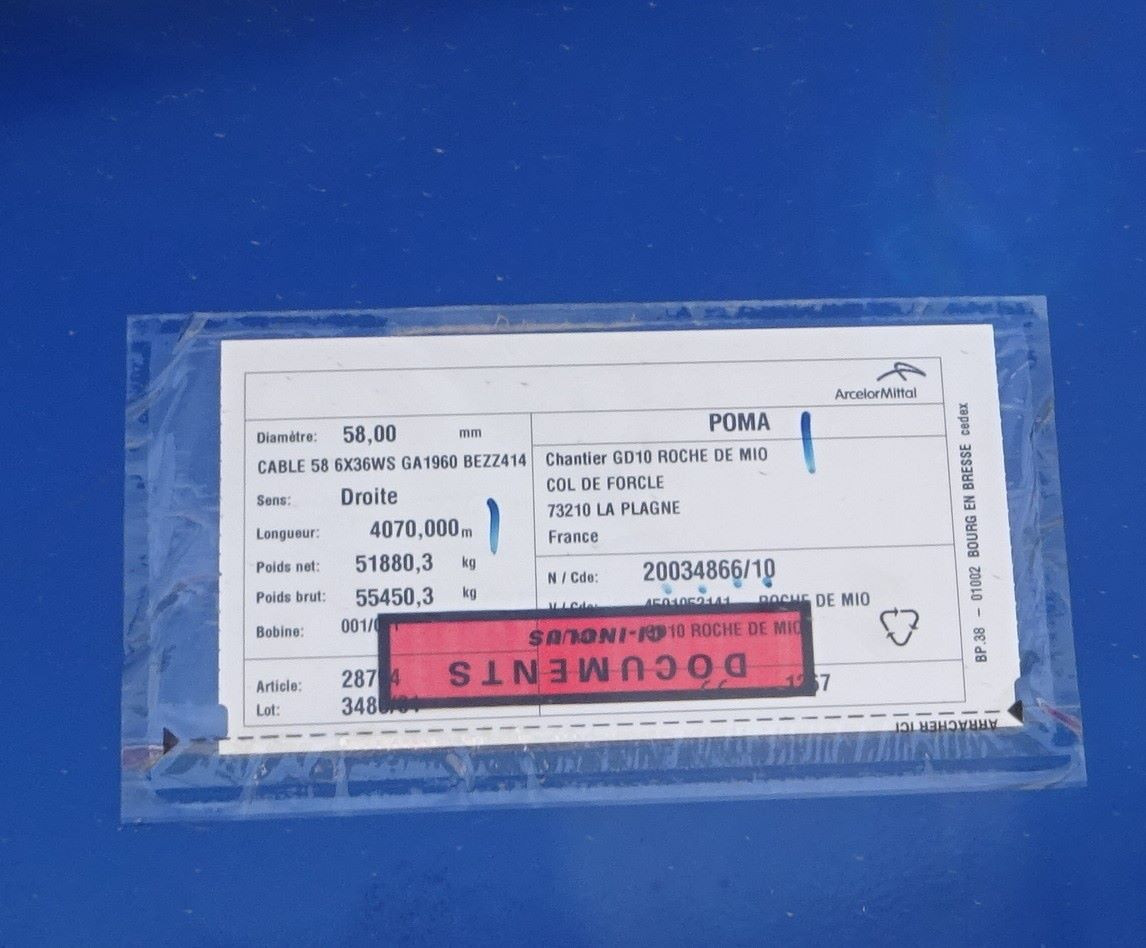 ArcelorMittal
Diamètre: 58,00 mm
CABLE 58 6X36WS GA1960 BEZZ414
Sens: Droite
Longueur: 4070,000 m
Poids net: 51880,3 kg
Poids brut: 55450,3 kg
Bobine:
Article:
Lot:
POMA
Chantier GD10 ROCHE DE MIO
COL DE FORCLE
73210 LA PLAGNE
France
N / Cde: 20034866/10
V / Cde: ROCHE DE MIO
ROCHE DE MIO
DOCUMENTS
CI-INCLUS
ARRACHER ICI
BP.38 - 01002 BOURG EN BRESSE cedex